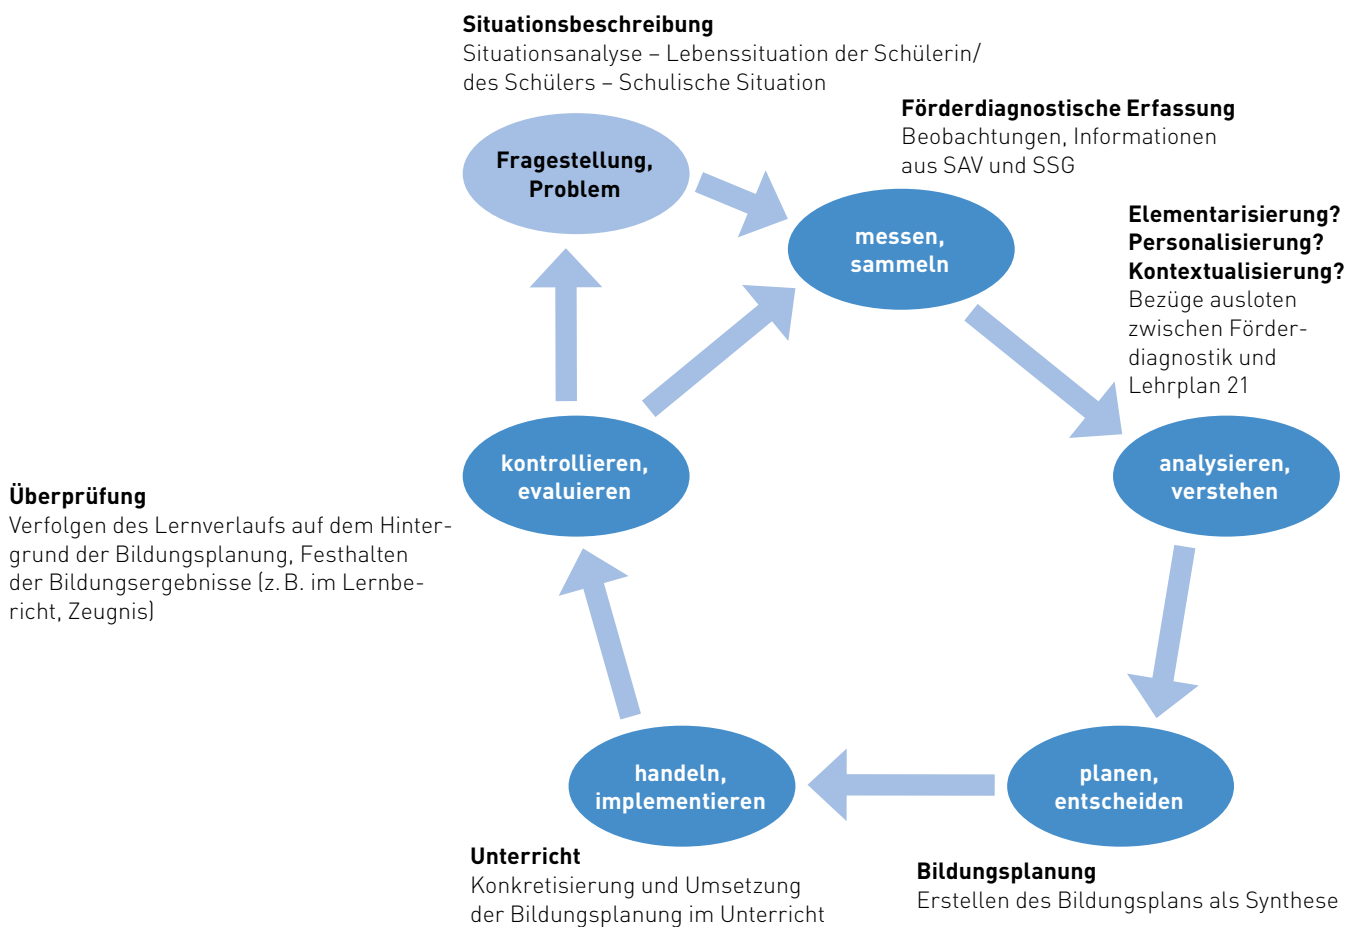 Situationsbeschreibung
Situationsanalyse – Lebenssituation der Schülerin/
des Schülers – Schulische Situation
Fragestellung,
Problem
Förderdiagnostische Erfassung
Beobachtungen, Informationen
aus SAV und SSG
messen,
sammeln
Elementarisierung?
Personalisierung?
Kontextualisierung?
Bezüge ausloten
zwischen Förder-
diagnostik und
Lehrplan 21
analysieren,
verstehen
planen,
entscheiden
Bildungsplanung
Erstellen des Bildungsplans als Synthese
handeln,
implementieren
Unterricht
Konkretisierung und Umsetzung
der Bildungsplanung im Unterricht
kontrollieren,
evaluieren
Überprüfung
Verfolgen des Lernverlaufs auf dem Hinter-
grund der Bildungsplanung, Festhalten
der Bildungsergebnisse (z. B. im Lernbe-
richt, Zeugnis)